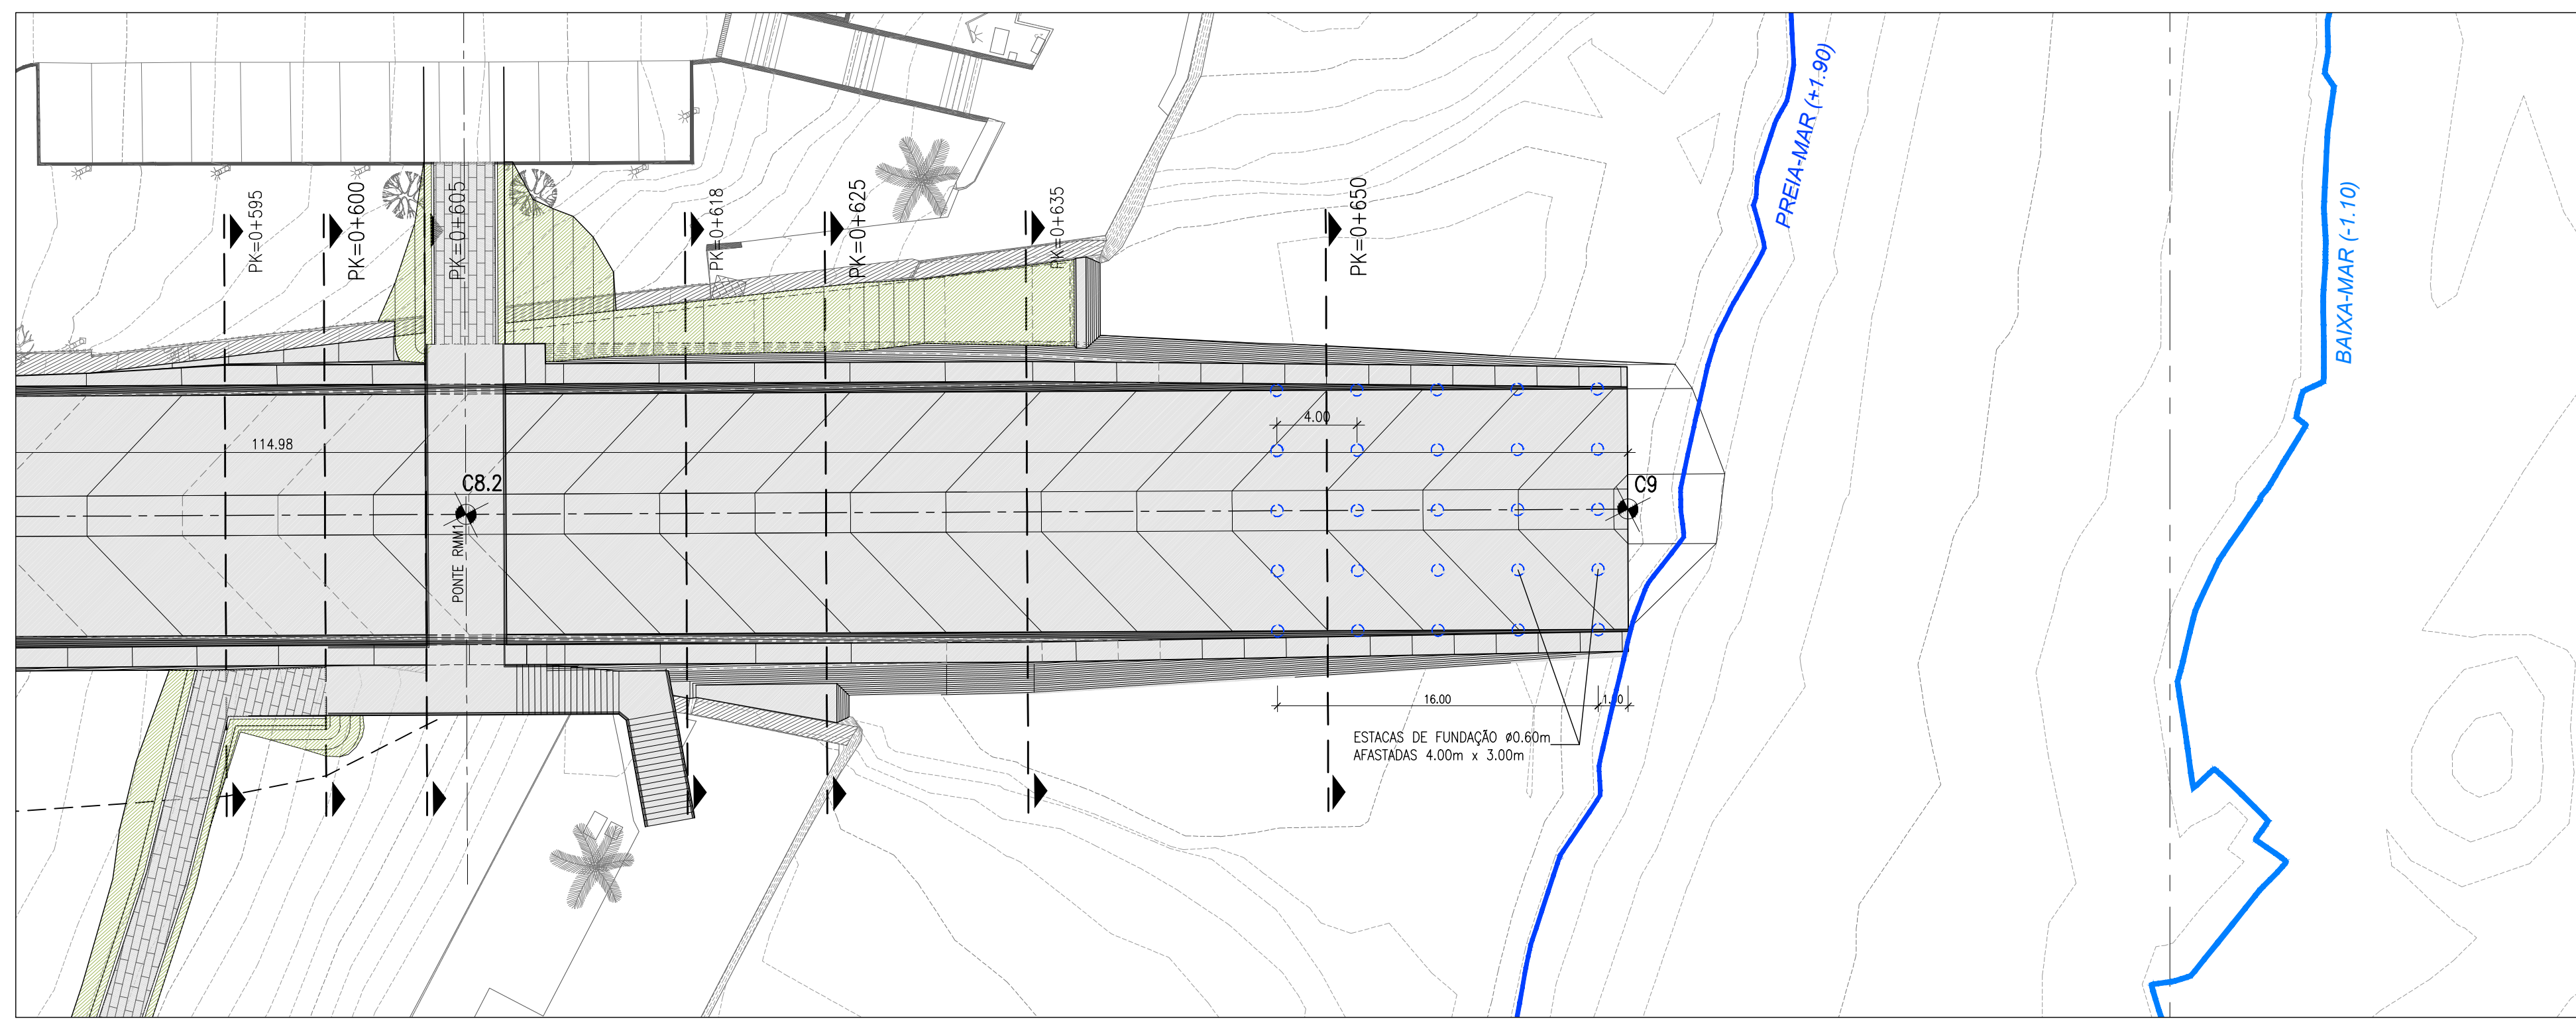 PREIA-MAR (+1.90)
BAIXA-MAR (-1.10)
PK=0+595
PK=0+600
PK=0+605
PK=0+618
PK=0+625
PK=0+635
PK=0+650
4.00
114.98
C8.2
C9
PONTE RMM1
16.00
ESTACAS DE FUNDAÇÃO ø0.60m
AFASTADAS 4.00m x 3.00m